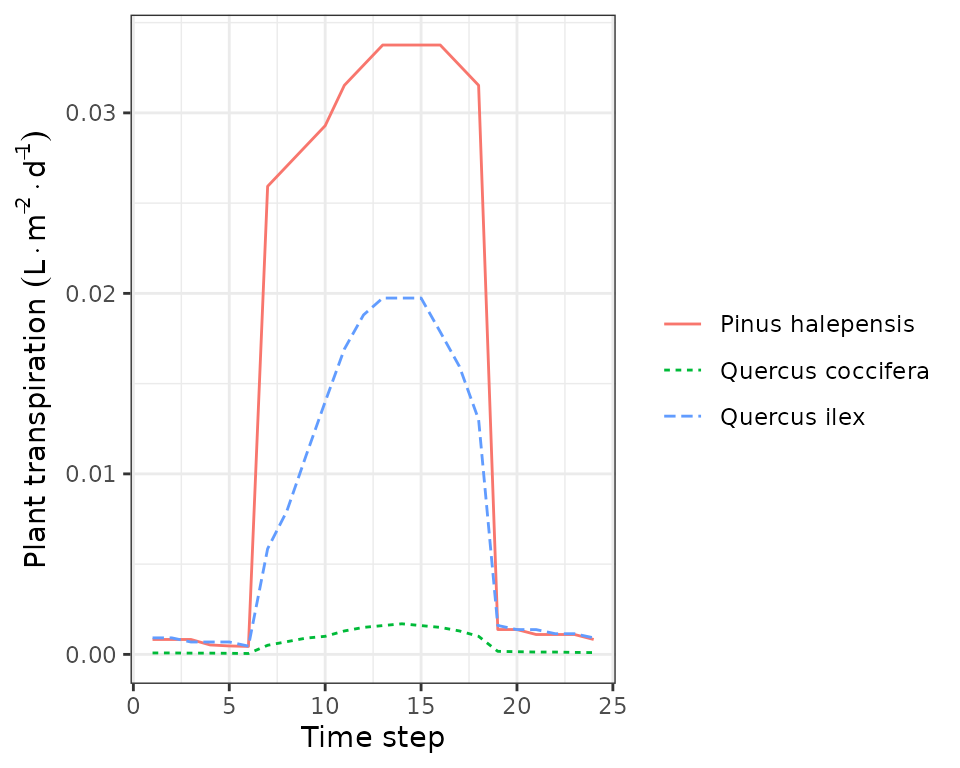 Plant transpiration (L·m⁻²·d⁻¹)
0.03
0.02
0.01
0.00
0 5 10 15 20 25
Time step
Pinus halepensis
Quercus coccifera
Quercus ilex